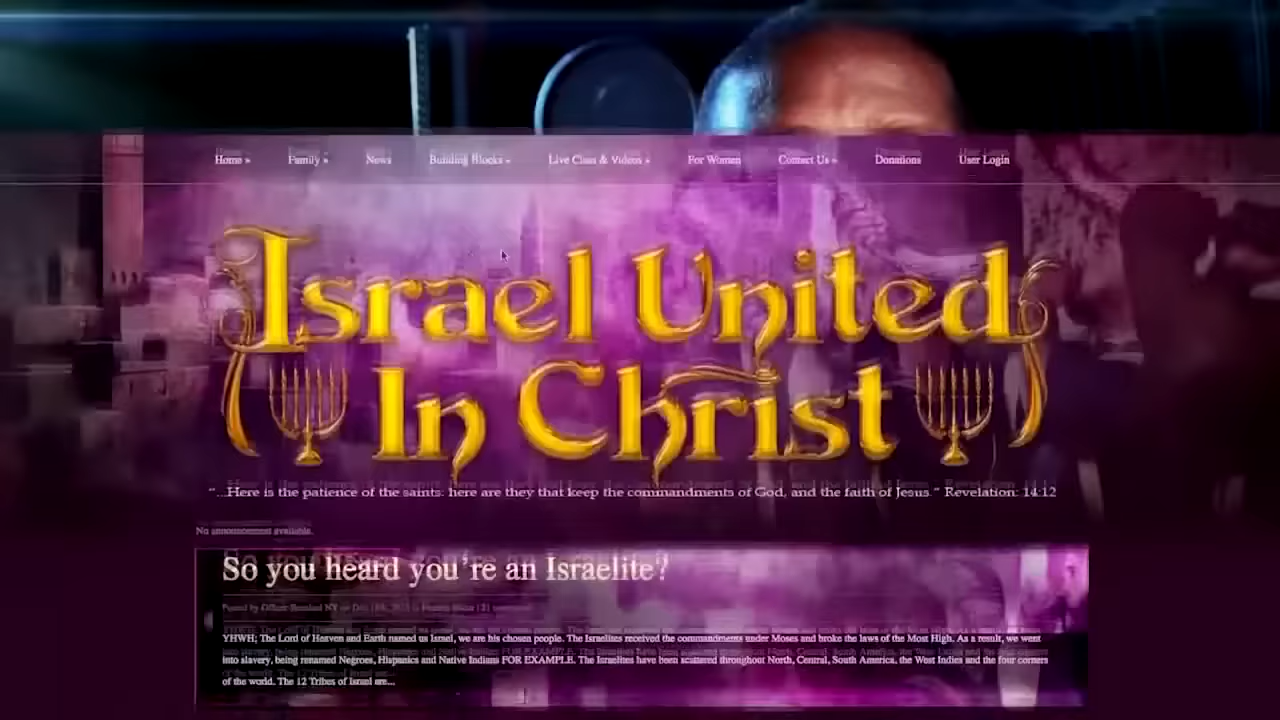 Home » Family » News Building Blocks » Live Class & Videos » For Women Contact Us » Donations User Login
Israel United
In Christ
"...Here is the patience of the saints: here are they that keep the commandments of God, and the faith of Jesus." Revelation: 14:12
No announcement available.
So you heard you're an Israelite?
Posted by Officer NY on Dec
YHWH; The Lord of Heaven and Earth named us Israel, we are his chosen people. The Israelites received the commandments under Moses and broke the laws of the Most High. As a result, we went
into slavery, being renamed Negroes, Hispanics and Native Indians FOR EXAMPLE. The Israelites have been scattered throughout North, Central, South America, the West Indies and the four corners
of the world. The 12 Tribes of Israel are...